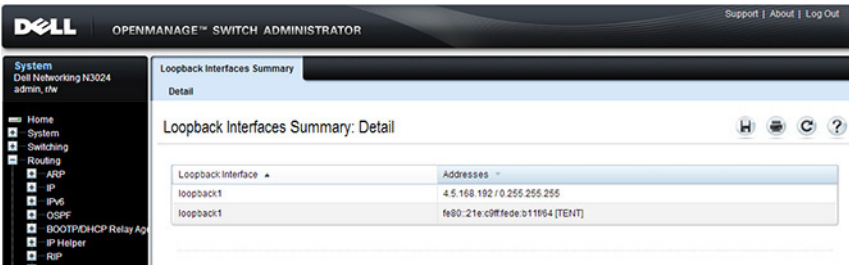 Support | About | Log Out
DELL OPENMANAGE™ SWITCH ADMINISTRATOR
System
Dell Networking N3024
admin, r/w
Home
System
Switching
Routing
ARP
IP
IPv6
OSPF
BOOTP/DHCP Relay Age
IP Helper
RIP
Loopback Interfaces Summary
Detail
Loopback Interfaces Summary: Detail
Loopback Interface Addresses
loopback1 4.5.168.192 / 0.255.255.255
loopback1 fe80::21e:c9ff:fede:b11f/64 [TENT]